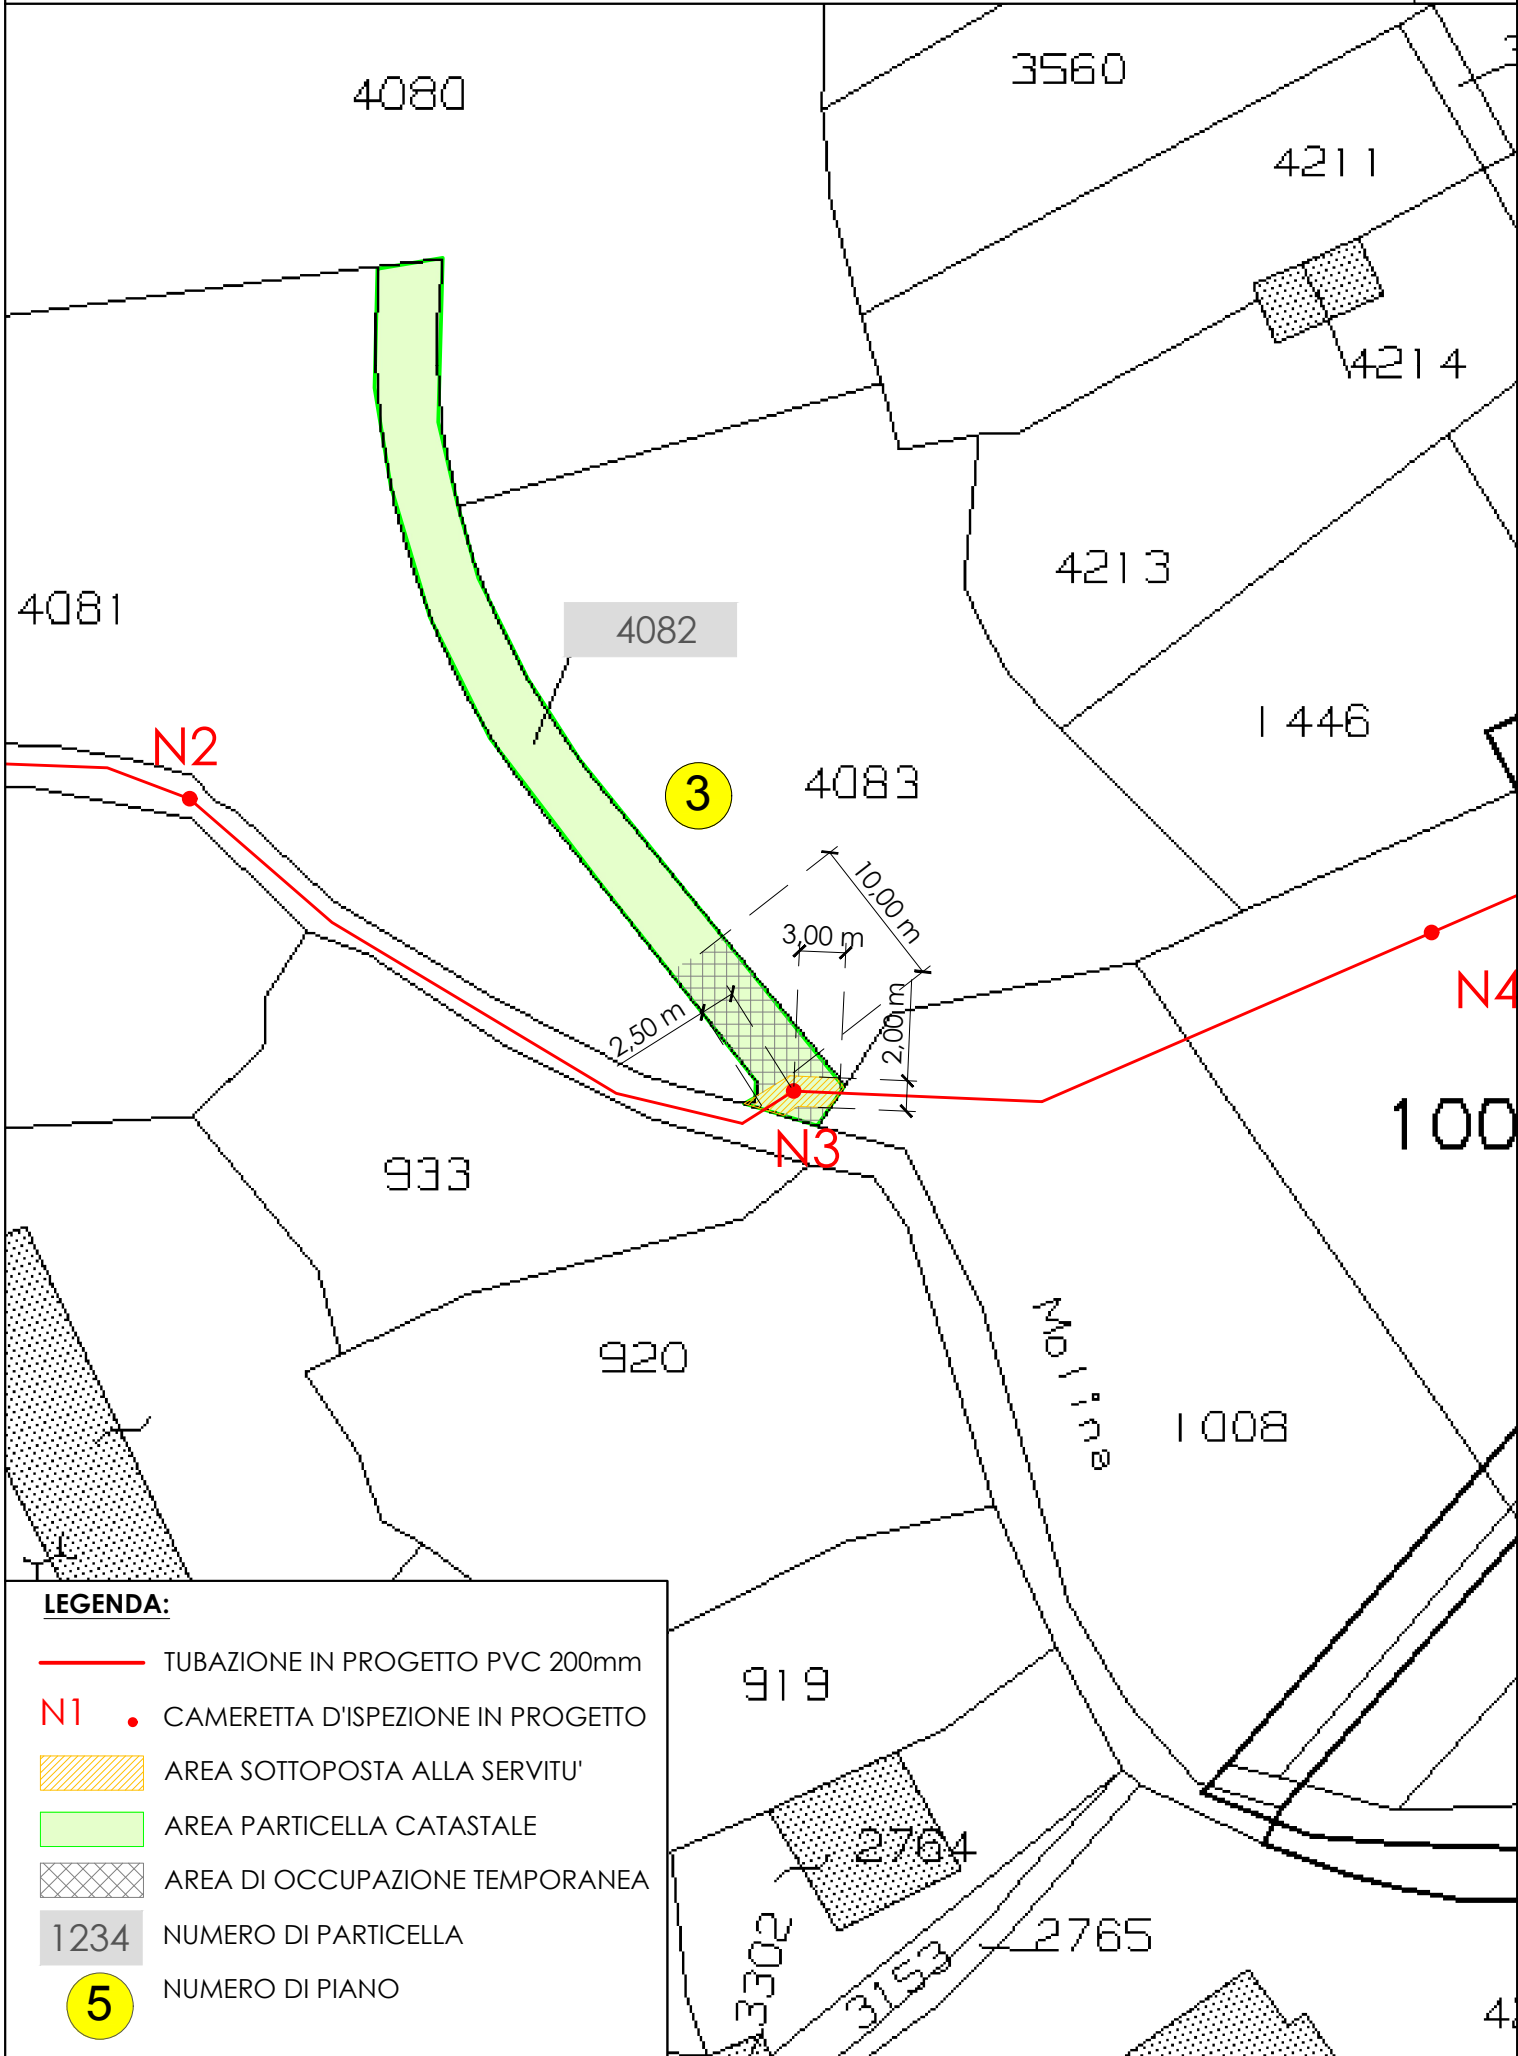 4080
3560
4211
4214
4213
4081
4082
1446
N2
3
4083
10,00 m
3,00 m
N4
2,50 m
2,00 m
100
N3
933
920
Molina
1008
919
2764
2765
3302
3153
LEGENDA:
TUBAZIONE IN PROGETTO PVC 200mm
N1 CAMERETTA D'ISPEZIONE IN PROGETTO
AREA SOTTOPOSTA ALLA SERVITU'
AREA PARTICELLA CATASTALE
AREA DI OCCUPAZIONE TEMPORANEA
1234 NUMERO DI PARTICELLA
5 NUMERO DI PIANO